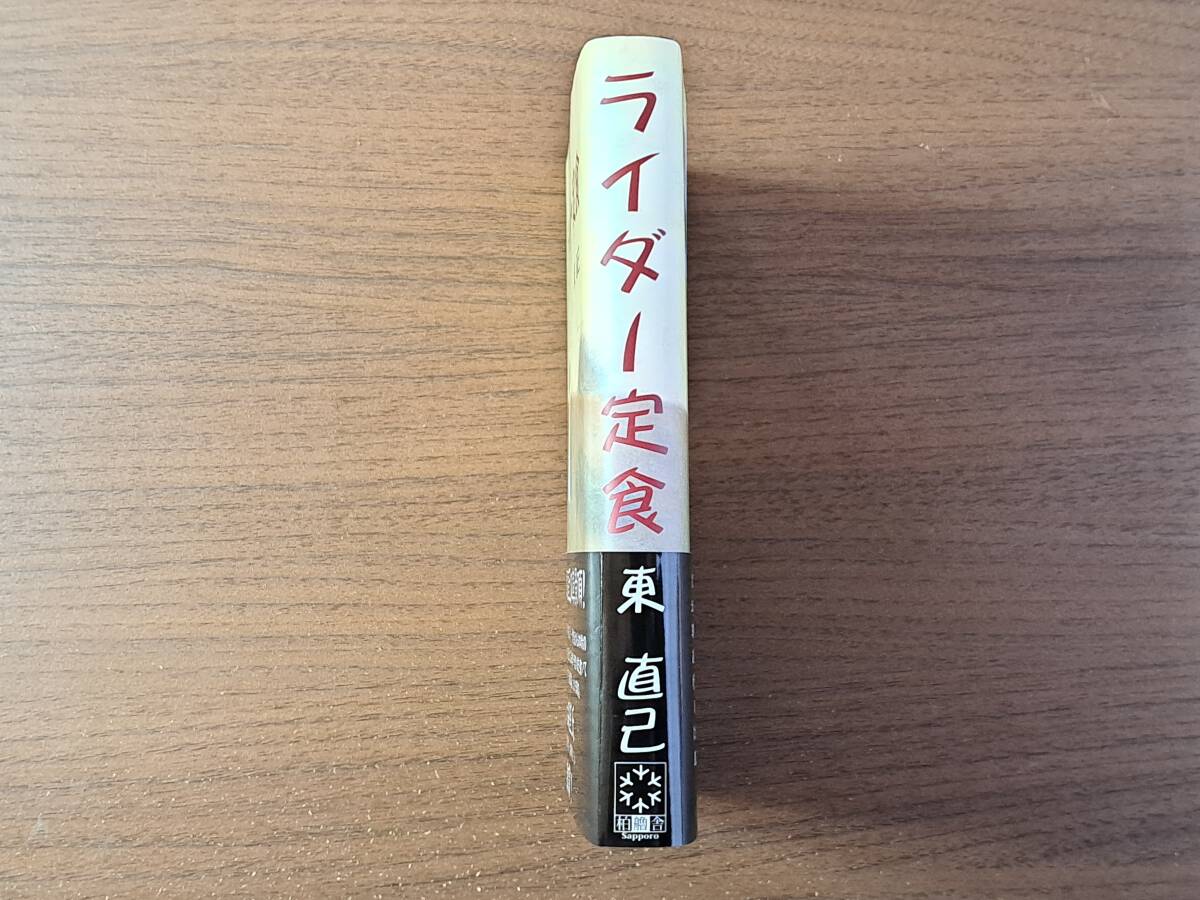 ライダー定食
東 直己
柏艪舎
Sapporo